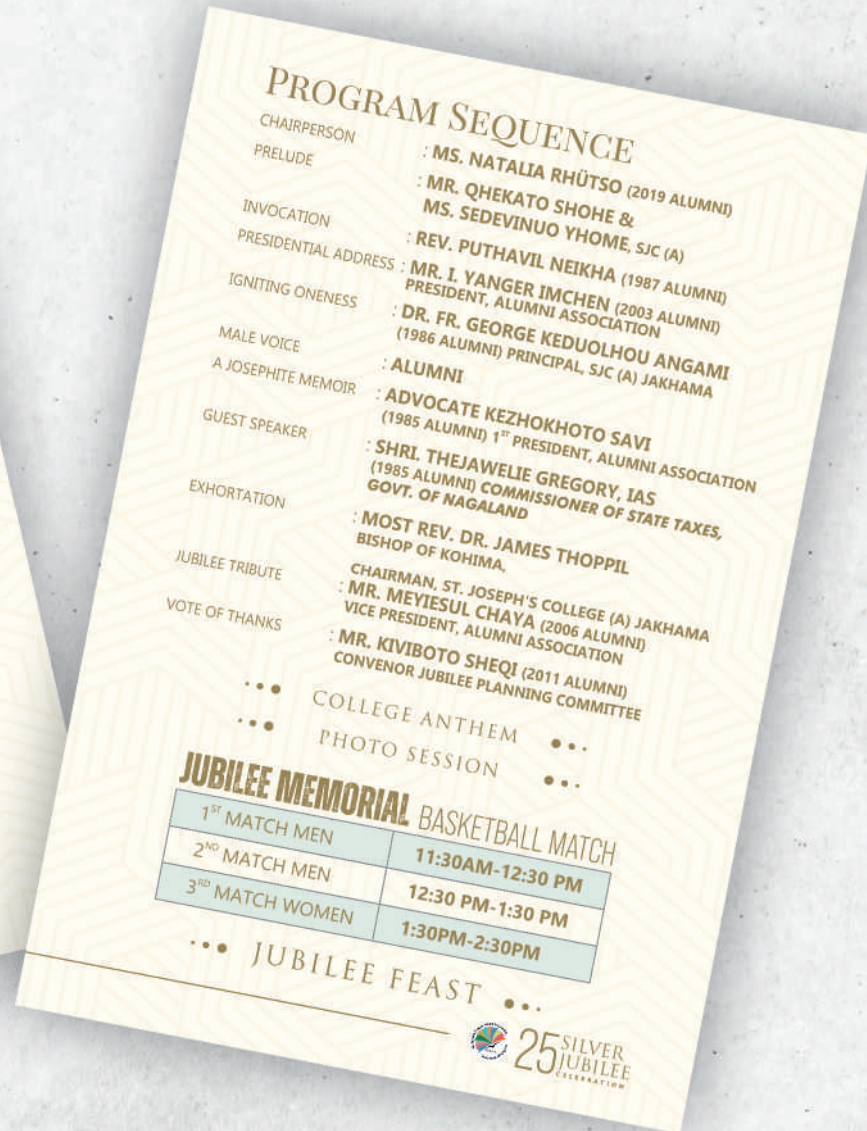 PROGRAM SEQUENCE
CHAIRPERSON : MS. NATALIA RHÜTSO (2019 ALUMNI)
PRELUDE : MR. QHEKATO SHOHE &
MS. SEDEVINUO YHOME, SJC (A)
INVOCATION : REV. PUTHAVIL NEIKHA (1987 ALUMNI)
PRESIDENTIAL ADDRESS : MR. I. YANGER IMCHEN (2003 ALUMNI)
PRESIDENT, ALUMNI ASSOCIATION
IGNITING ONENESS : DR. FR. GEORGE KEDUOLHOU ANGAMI
(1986 ALUMNI) PRINCIPAL, SJC (A) JAKHAMA
MALE VOICE : ALUMNI
A JOSEPHITE MEMOIR : ADVOCATE KEZHOKHOTO SAVI
(1985 ALUMNI) 1ST PRESIDENT, ALUMNI ASSOCIATION
GUEST SPEAKER : SHRI. THEJAWELIE GREGORY, IAS
(1985 ALUMNI) COMMISSIONER OF STATE TAXES,
GOVT. OF NAGALAND
EXHORTATION : MOST REV. DR. JAMES THOPPIL
BISHOP OF KOHIMA,
CHAIRMAN, ST. JOSEPH'S COLLEGE (A) JAKHAMA
JUBILEE TRIBUTE : MR. MEYIESUL CHAYA (2006 ALUMNI)
VICE PRESIDENT, ALUMNI ASSOCIATION
VOTE OF THANKS : MR. KIVIBOTO SHEQI (2011 ALUMNI)
CONVENOR JUBILEE PLANNING COMMITTEE
COLLEGE ANTHEM
PHOTO SESSION
JUBILEE MEMORIAL BASKETBALL MATCH
1ST MATCH MEN 11:30AM-12:30 PM
2ND MATCH MEN 12:30 PM-1:30 PM
3RD MATCH WOMEN 1:30PM-2:30PM
JUBILEE FEAST
25 SILVER
JUBILEE
CELEBRATION